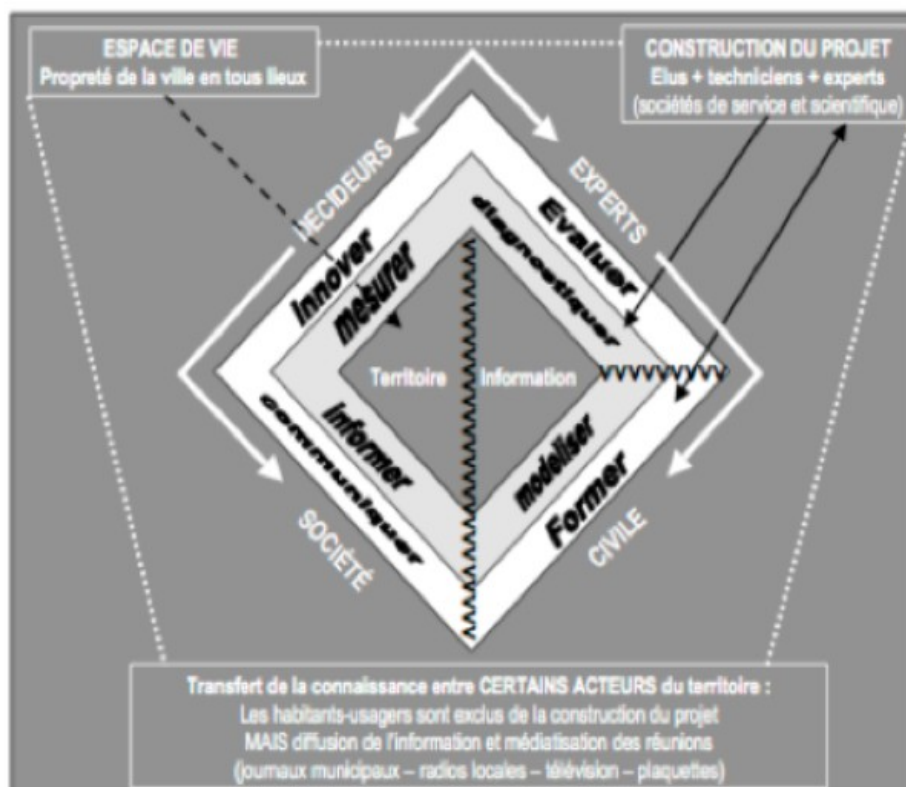 ESPACE DE VIE
Propreté de la ville en tous lieux
CONSTRUCTION DU PROJET
Elus + techniciens + experts
(sociétés de service et scientifique)
DECIDEURS
EXPERTS
Innover
Evaluer
mesurer
diagnostiquer
Territoire
Information
Informer
modeliser
communiquer
Former
SOCIÉTÉ
CIVILE
Transfert de la connaissance entre CERTAINS ACTEURS du territoire :
Les habitants-usagers sont exclus de la construction du projet
MAIS diffusion de l'information et médiatisation des réunions
(journaux municipaux – radios locales – télévision – plaquettes)